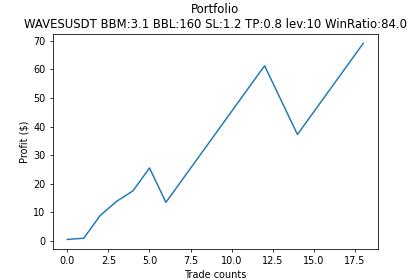 Portfolio
WAVESUSDT BBM:3.1 BBL:160 SL:1.2 TP:0.8 lev:10 WinRatio:84.0
70
60
50
40
30
20
10
0
Profit ($)
0.0 2.5 5.0 7.5 10.0 12.5 15.0 17.5
Trade counts